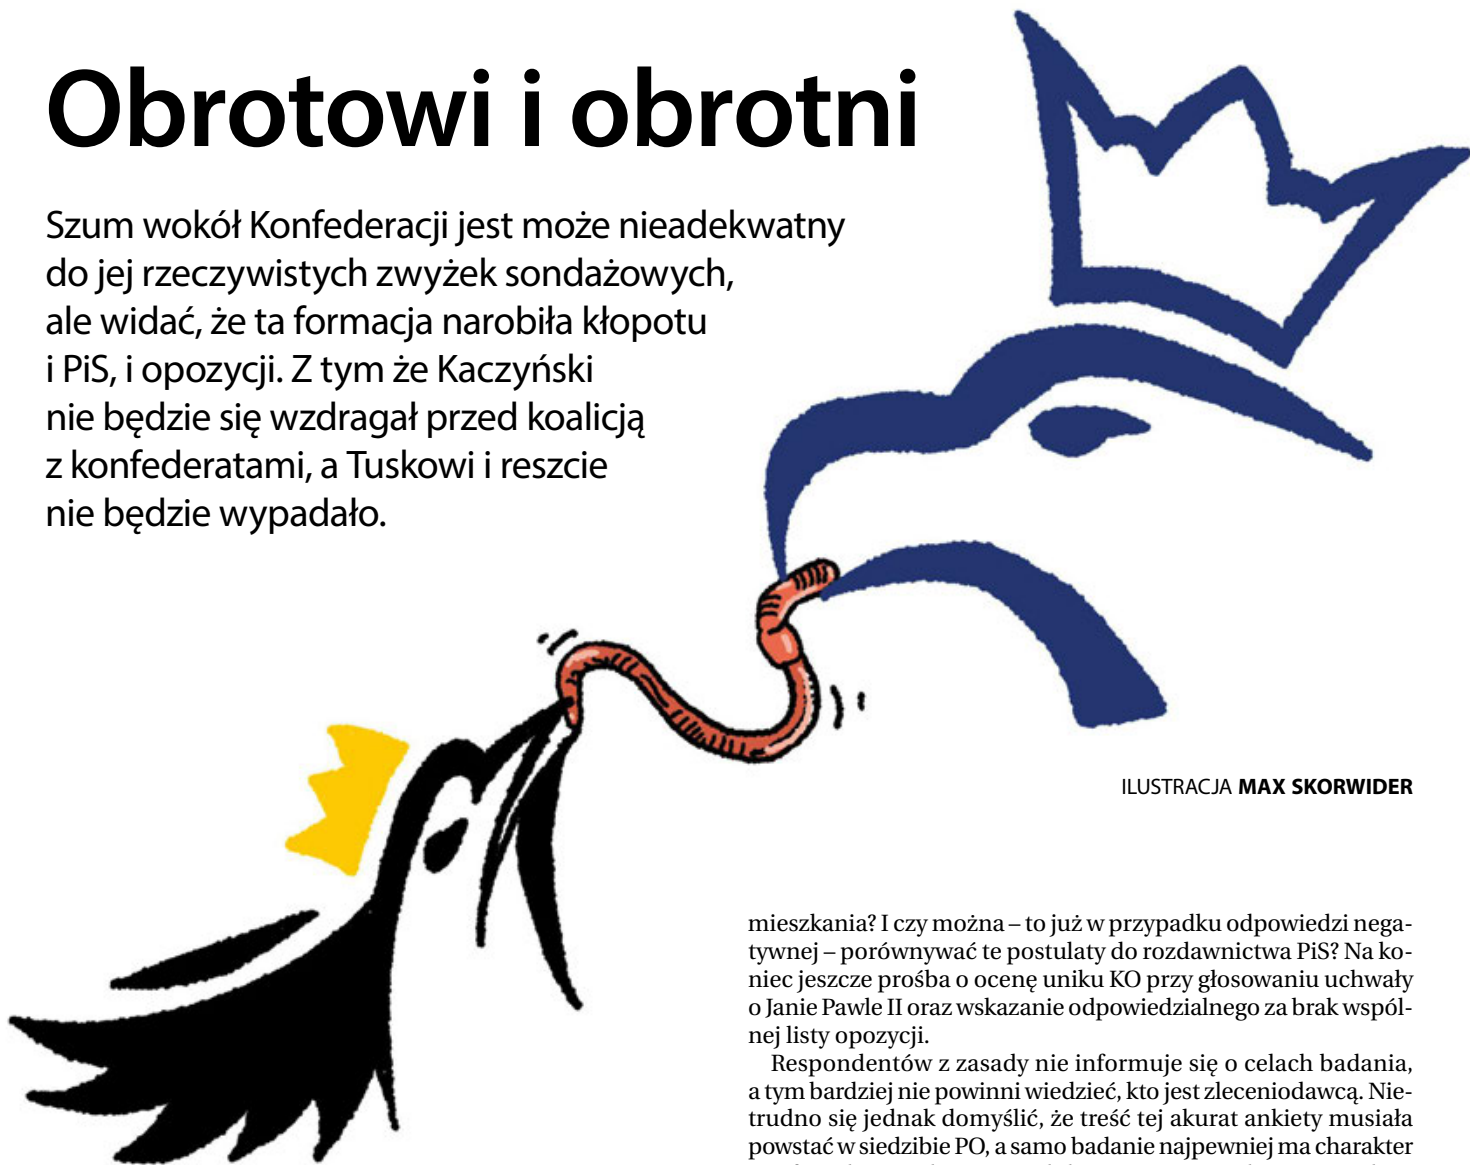 Obrotowi i obrotni
Szum wokół Konfederacji jest może nieadekwatny
do jej rzeczywistych zwyżek sondażowych,
ale widać, że ta formacja narobiła kłopotu
i PiS, i opozycji. Z tym że Kaczyński
nie będzie się wzdragał przed koalicją
z konfederatami, a Tuskowi i reszcie
nie będzie wypadało.
ILUSTRACJA MAX SKORWIDER
mieszkania? I czy można – to już w przypadku odpowiedzi nega-
tywnej – porównywać te postulaty do rozdawnictwa PiS? Na ko-
niec jeszcze prośba o ocenę uniku KO przy głosowaniu uchwały
o Janie Pawle II oraz wskazanie odpowiedzialnego za brak wspól-
nej listy opozycji.
Respondentów z zasady nie informuje się o celach badania,
a tym bardziej nie powinni wiedzieć, kto jest zleceniodawcą. Nie-
trudno się jednak domyślić, że treść tej akurat ankiety musiała
powstać w siedzibie PO, a samo badanie najpewniej ma charakter